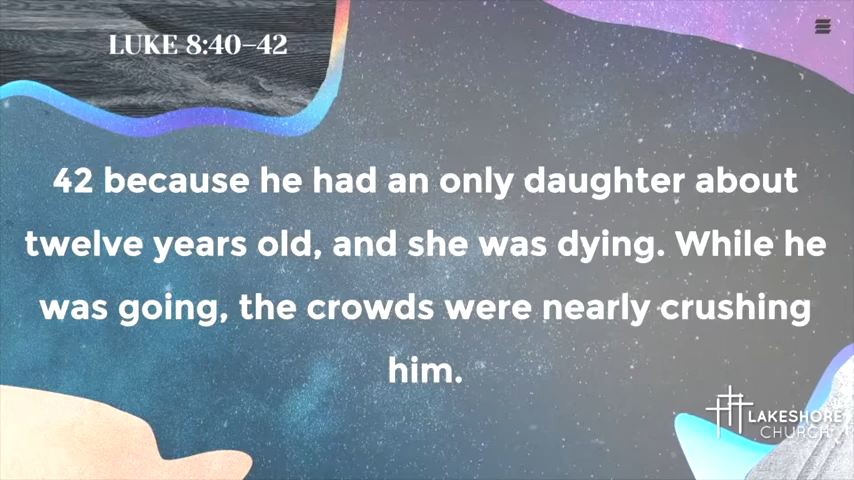 LUKE 8:40-42
42 because he had an only daughter about
twelve years old, and she was dying. While he
was going, the crowds were nearly crushing
him.
LAKESHORE
CHURCH